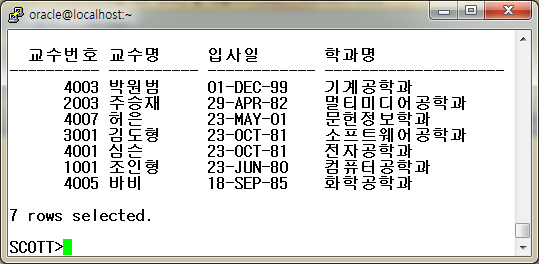 oracle@localhost:~
교수번호 교수명 입사일 학과명
---------- ---------- ------------ --------------------
4003 박원범 01-DEC-99 기계공학과
2003 주승재 29-APR-82 멀티미디어공학과
4007 허은 23-MAY-01 문헌정보학과
3001 김도형 23-OCT-81 소프트웨어공학과
4001 심슨 23-OCT-81 전자공학과
1001 조인형 23-JUN-80 컴퓨터공학과
4005 바비 18-SEP-85 화학공학과
7 rows selected.
SCOTT>